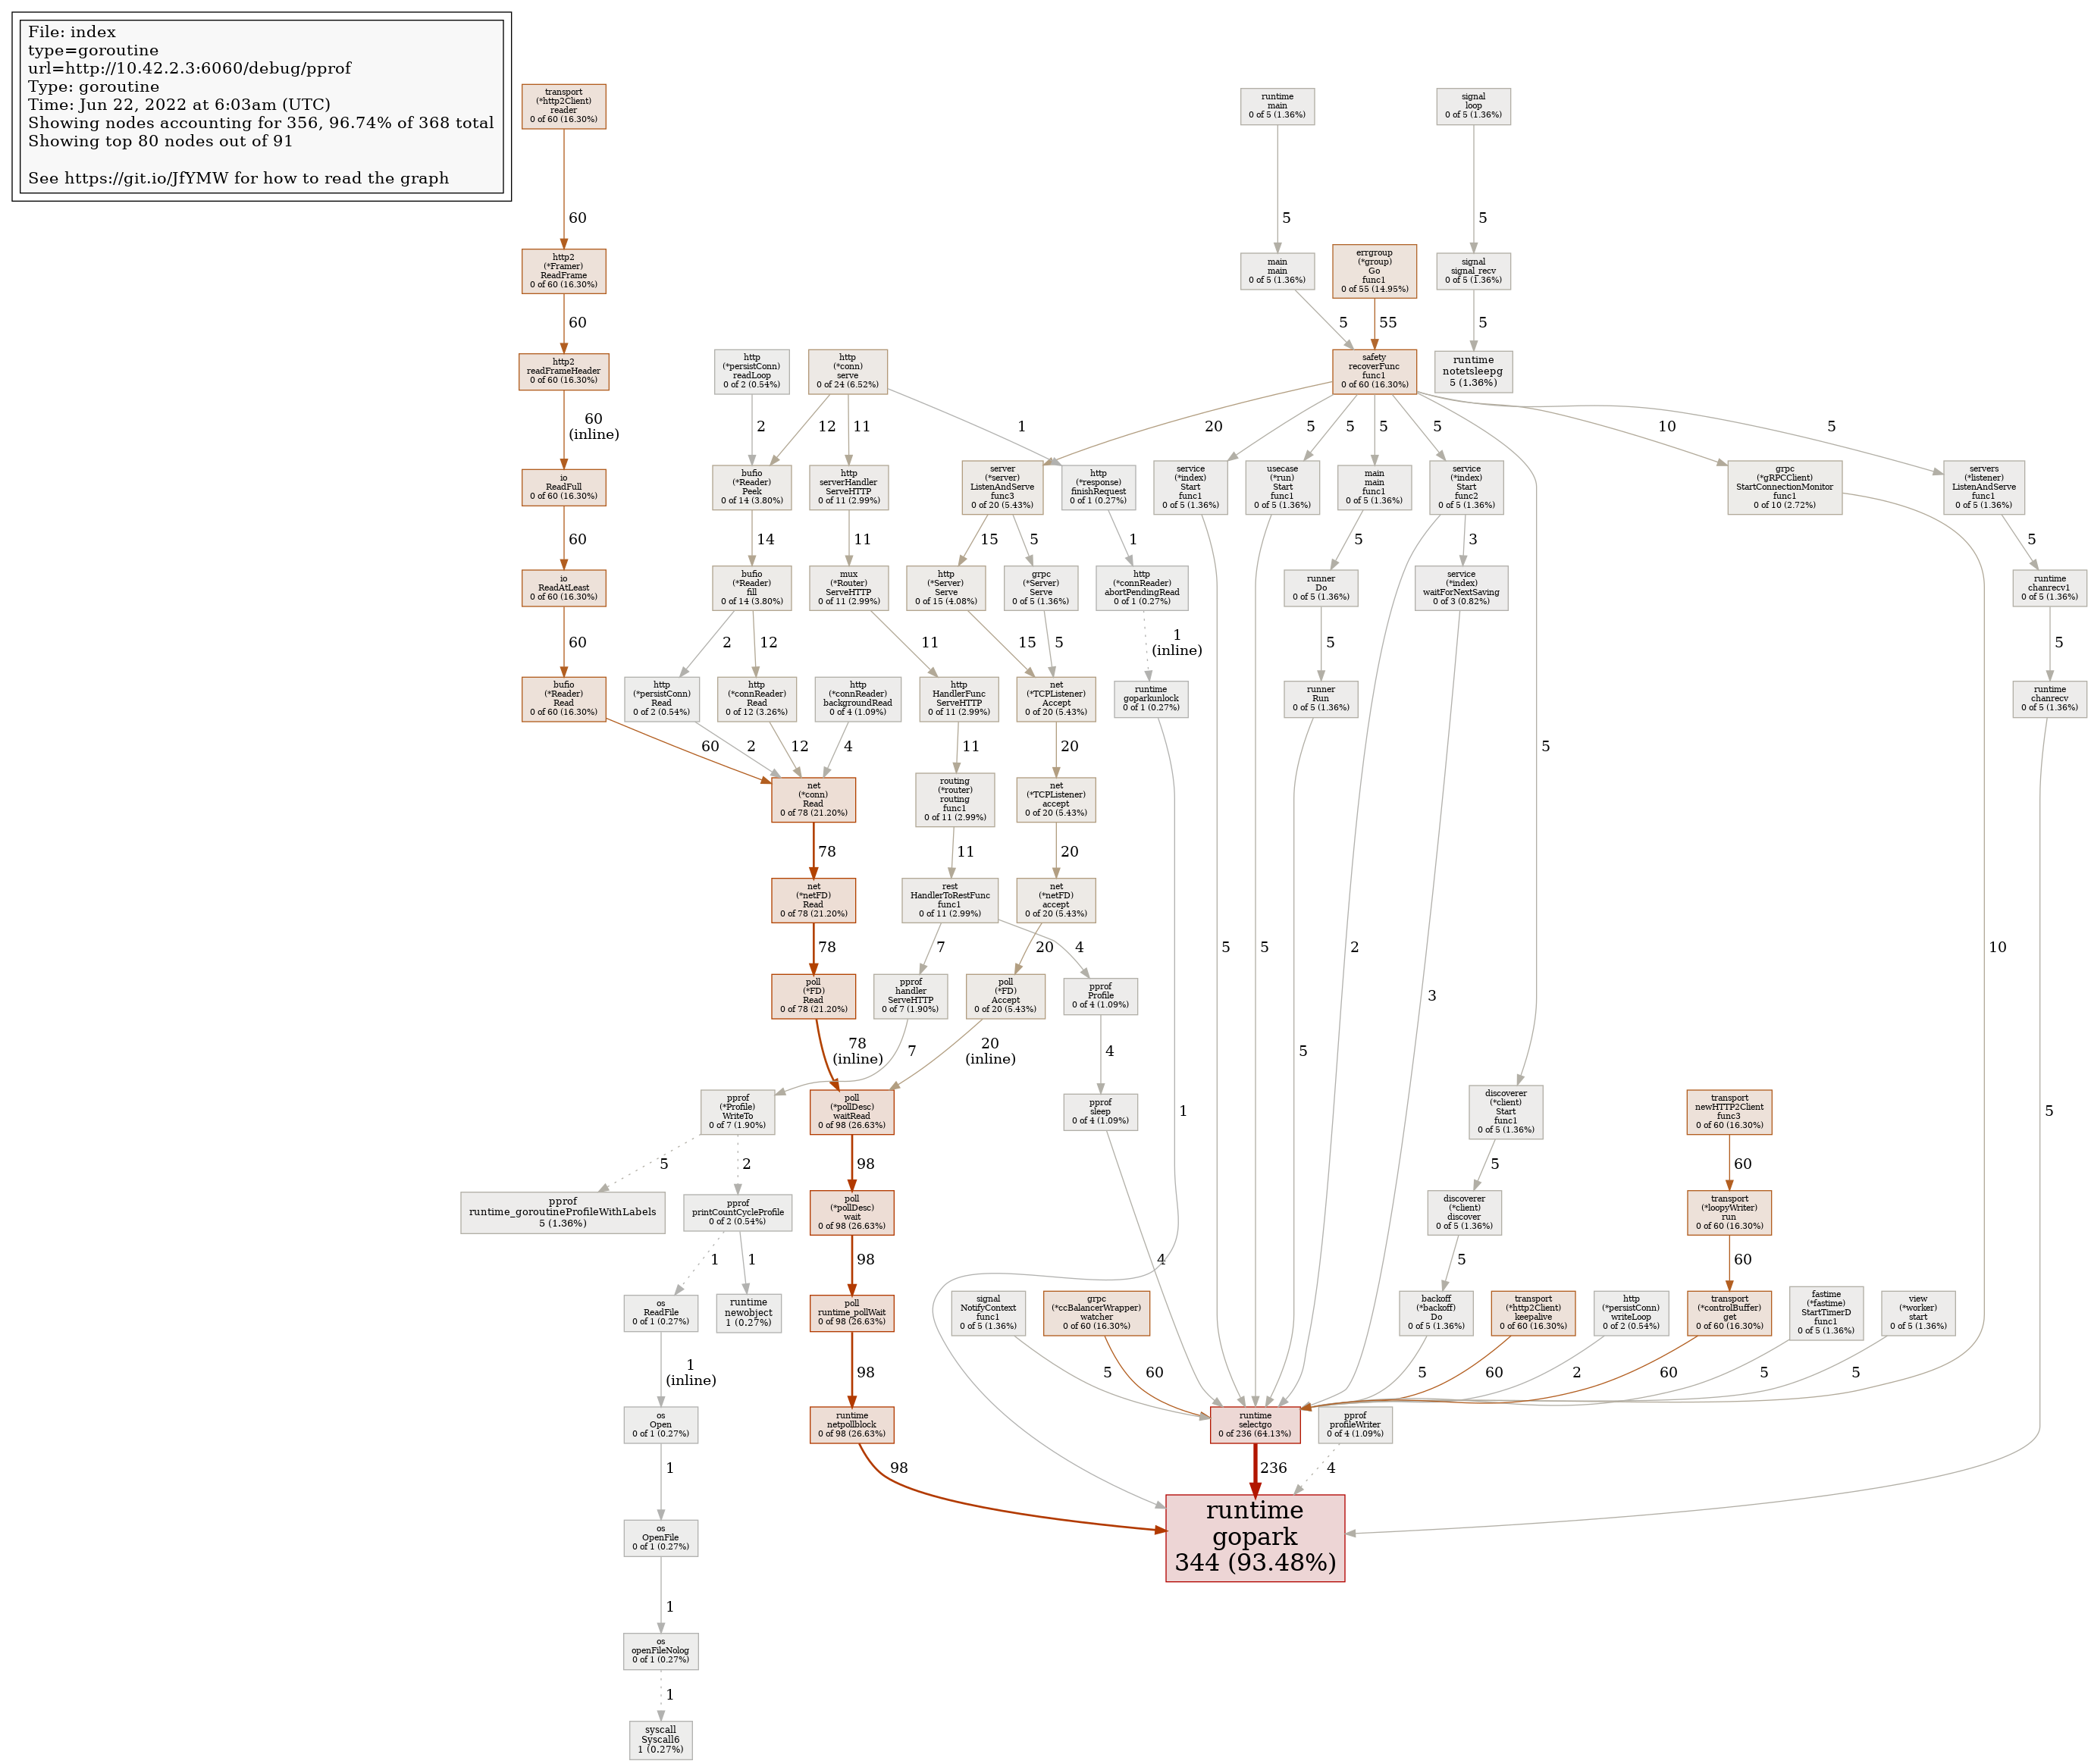 File: index
type=goroutine
url=http://10.42.2.3:6060/debug/pprof
Type: goroutine
Time: Jun 22, 2022 at 6:03am (UTC)
Showing nodes accounting for 356, 96.74% of 368 total
Showing top 80 nodes out of 91
See https://git.io/JfYMW for how to read the graph
transport
(*http2Client)
reader
0 of 60 (16.30%)
runtime
main
0 of 5 (1.36%)
signal
loop
0 of 5 (1.36%)
60
5
5
http2
(*Framer)
ReadFrame
0 of 60 (16.30%)
main
main
0 of 5 (1.36%)
errgroup
(*group)
Go
func1
0 of 55 (14.95%)
signal
signal_recv
0 of 5 (1.36%)
60
5
55
5
http2
readFrameHeader
0 of 60 (16.30%)
http
(*persistConn)
readLoop
0 of 2 (0.54%)
http
(*conn)
serve
0 of 24 (6.52%)
safety
recoverFunc
func1
0 of 60 (16.30%)
runtime
notetsleepg
5 (1.36%)
60
(inline)
2
12
11
1
20
5
5
5
5
10
5
io
ReadFull
0 of 60 (16.30%)
bufio
(*Reader)
Peek
0 of 14 (3.80%)
http
serverHandler
ServeHTTP
0 of 11 (2.99%)
server
(*server)
ListenAndServe
func3
0 of 20 (5.43%)
http
(*response)
finishRequest
0 of 1 (0.27%)
service
(*index)
Start
func1
0 of 5 (1.36%)
usecase
(*run)
Start
func1
0 of 5 (1.36%)
main
main
func1
0 of 5 (1.36%)
service
(*index)
Start
func2
0 of 5 (1.36%)
grpc
(*gRPCClient)
StartConnectionMonitor
func1
0 of 10 (2.72%)
servers
(*listener)
ListenAndServe
func1
0 of 5 (1.36%)
60
14
11
15
5
1
5
3
5
io
ReadAtLeast
0 of 60 (16.30%)
bufio
(*Reader)
fill
0 of 14 (3.80%)
mux
(*Router)
ServeHTTP
0 of 11 (2.99%)
http
(*Server)
Serve
0 of 15 (4.08%)
grpc
(*Server)
Serve
0 of 5 (1.36%)
http
(*connReader)
abortPendingRead
0 of 1 (0.27%)
runner
Do
0 of 5 (1.36%)
service
(*index)
waitForNextSaving
0 of 3 (0.82%)
runtime
chanrecv1
0 of 5 (1.36%)
60
2
12
11
15
5
1
(inline)
5
5
bufio
(*Reader)
Read
0 of 60 (16.30%)
http
(*persistConn)
Read
0 of 2 (0.54%)
http
(*connReader)
Read
0 of 12 (3.26%)
http
(*connReader)
backgroundRead
0 of 4 (1.09%)
http
HandlerFunc
ServeHTTP
0 of 11 (2.99%)
net
(*TCPListener)
Accept
0 of 20 (5.43%)
runtime
goparkunlock
0 of 1 (0.27%)
runner
Run
0 of 5 (1.36%)
runtime
chanrecv
0 of 5 (1.36%)
60
2
12
4
11
20
5
net
(*conn)
Read
0 of 78 (21.20%)
routing
(*router)
routing
func1
0 of 11 (2.99%)
net
(*TCPListener)
accept
0 of 20 (5.43%)
78
11
20
net
(*netFD)
Read
0 of 78 (21.20%)
rest
HandlerToRestFunc
func1
0 of 11 (2.99%)
net
(*netFD)
accept
0 of 20 (5.43%)
78
7
20
4
5
5
2
10
poll
(*FD)
Read
0 of 78 (21.20%)
pprof
handler
ServeHTTP
0 of 7 (1.90%)
poll
(*FD)
Accept
0 of 20 (5.43%)
pprof
Profile
0 of 4 (1.09%)
3
78
(inline)
7
20
(inline)
4
5
pprof
(*Profile)
WriteTo
0 of 7 (1.90%)
poll
(*pollDesc)
waitRead
0 of 98 (26.63%)
pprof
sleep
0 of 4 (1.09%)
1
discoverer
(*client)
Start
func1
0 of 5 (1.36%)
transport
newHTTP2Client
func3
0 of 60 (16.30%)
5
5
2
98
5
60
pprof
runtime_goroutineProfileWithLabels
5 (1.36%)
pprof
printCountCycleProfile
0 of 2 (0.54%)
poll
(*pollDesc)
wait
0 of 98 (26.63%)
discoverer
(*client)
discover
0 of 5 (1.36%)
transport
(*loopyWriter)
run
0 of 60 (16.30%)
1
1
98
4
5
60
os
ReadFile
0 of 1 (0.27%)
runtime
newobject
1 (0.27%)
poll
runtime_pollWait
0 of 98 (26.63%)
signal
NotifyContext
func1
0 of 5 (1.36%)
grpc
(*ccBalancerWrapper)
watcher
0 of 60 (16.30%)
backoff
(*backoff)
Do
0 of 5 (1.36%)
transport
(*http2Client)
keepalive
0 of 60 (16.30%)
http
(*persistConn)
writeLoop
0 of 2 (0.54%)
transport
(*controlBuffer)
get
0 of 60 (16.30%)
fastime
(*fastime)
StartTimerD
func1
0 of 5 (1.36%)
view
(*worker)
start
0 of 5 (1.36%)
1
(inline)
98
5
60
5
60
2
60
5
5
os
Open
0 of 1 (0.27%)
runtime
netpollblock
0 of 98 (26.63%)
runtime
selectgo
0 of 236 (64.13%)
pprof
profileWriter
0 of 4 (1.09%)
1
98
236
4
os
OpenFile
0 of 1 (0.27%)
runtime
gopark
344 (93.48%)
1
os
openFileNolog
0 of 1 (0.27%)
1
syscall
Syscall6
1 (0.27%)